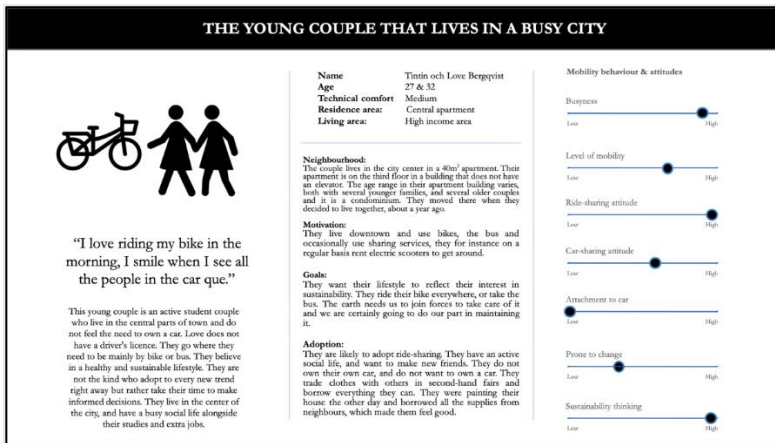 THE YOUNG COUPLE THAT LIVES IN A BUSY CITY
“I love riding my bike in the
morning, I smile when I see all
the people in the car que.”
This young couple is an active student couple
who live in the central parts of town and do
not feel the need to own a car. Love does not
have a driver’s licence. They go where they
need to be mainly by bike or bus. They believe
in a healthy and sustainable lifestyle. They are
not the kind who adopt to every new trend
right away but rather take their time to make
informed decisions. They live in the center of
the city, and have a busy social life alongside
their studies and extra jobs.
Name Tintin och Love Bergqvist
Age 27 & 32
Technical comfort Medium
Residence area: Central apartment
Living area: High income area
Neighbourhood:
The couple lives in the city center in a 40m² apartment. Their
apartment is on the third floor in a building that does not have
an elevator. The age range in their apartment building varies,
both with several younger families, and several older couples
and it is a condominium. They moved there when they
decided to live together, about a year ago.
Motivation:
They live downtown and use bikes, the bus and
occasionally use sharing services, they for instance on a
regular basis rent electric scooters to get around.
Goals:
They want their lifestyle to reflect their interest in
sustainability. They ride their bike everywhere, or take the
bus. The earth needs us to join forces to take care of it
and we are certainly going to do our part in maintaining
it.
Adoption:
They are likely to adopt ride-sharing. They have an active
social life, and want to make new friends. They do not
own their own car, and do not want to own a car. They
trade clothes with others in second-hand fairs and
borrow everything they can. They were painting their
house the other day and borrowed all the supplies from
neighbours, which made them feel good.
Mobility behaviour & attitudes
Busyness
Low High
Level of mobility
Low High
Ride-sharing attitude
Low High
Car-sharing attitude
Low High
Attachment to car
Low High
Prone to change
Low High
Sustainability thinking
Low High